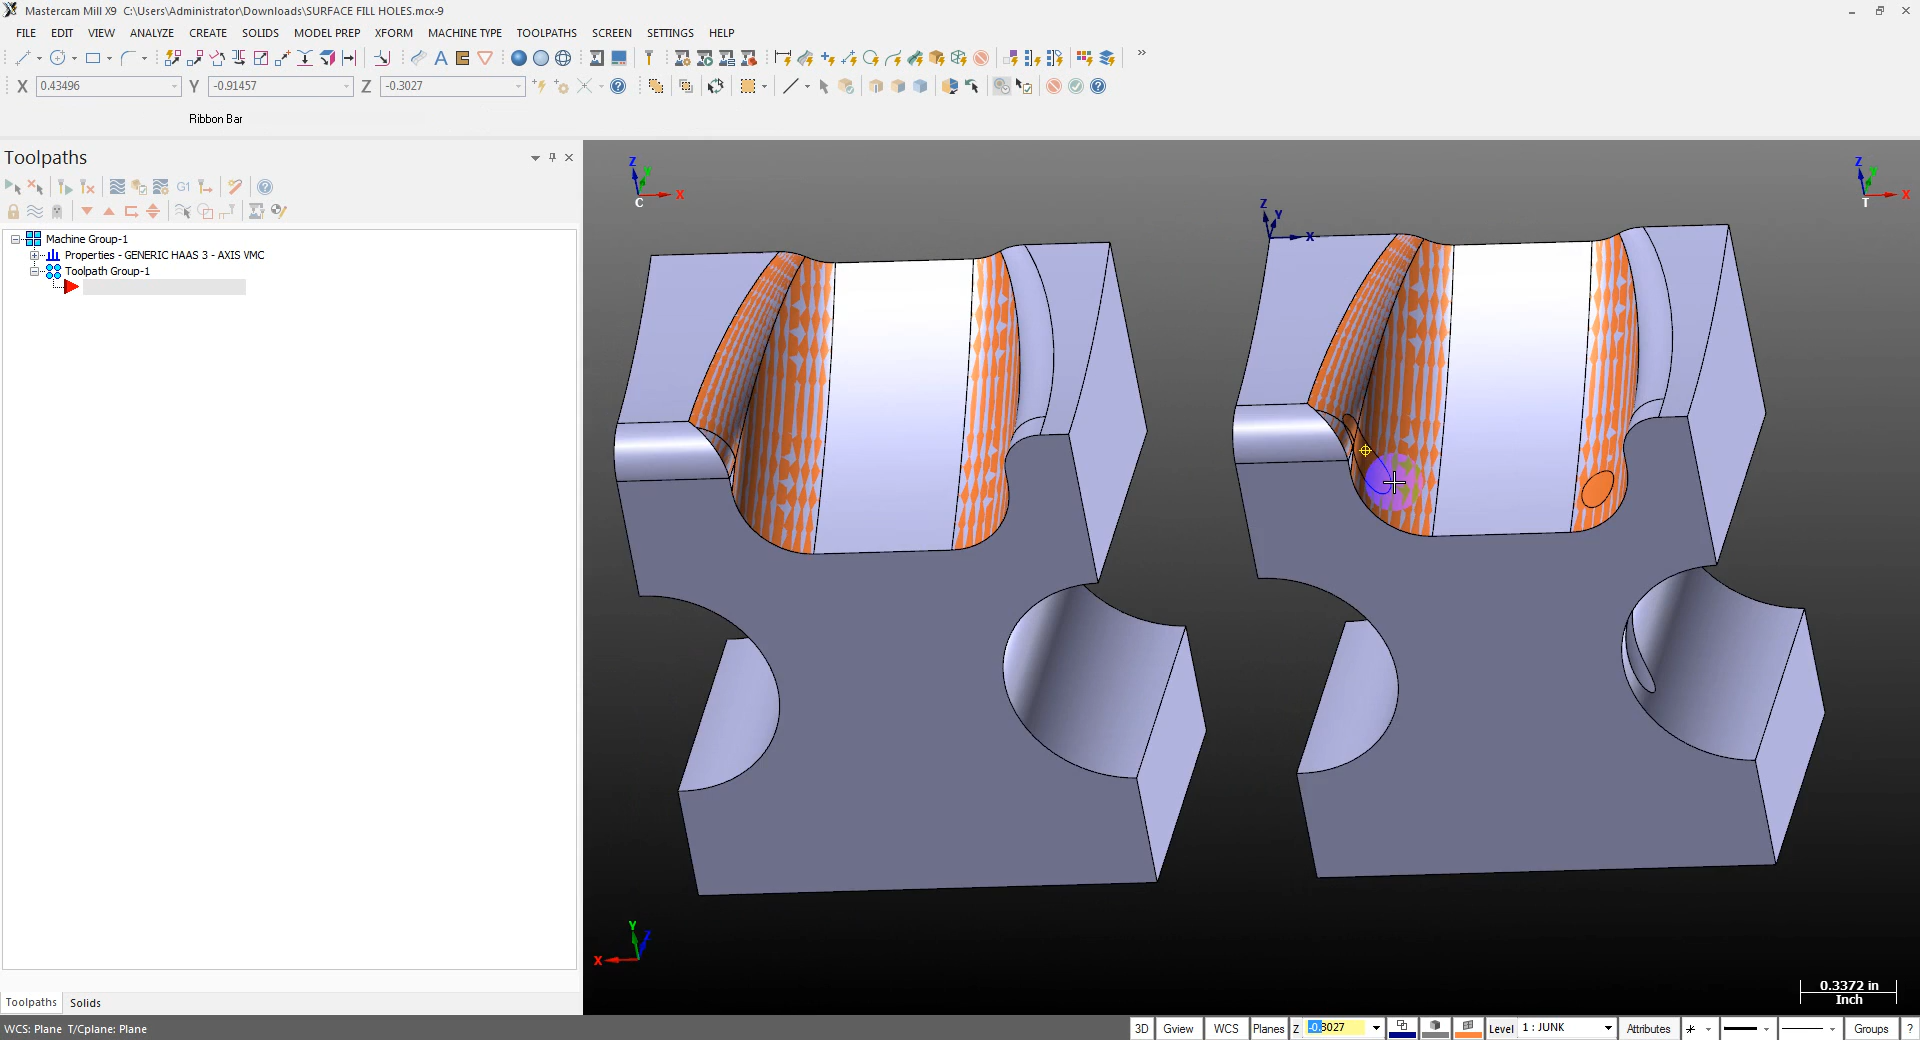 Mastercam Mill X9 C:\Users\Administrator\Downloads\SURFACE FILL HOLES.mcx-9
FILE EDIT VIEW ANALYZE CREATE SOLIDS MODEL PREP XFORM MACHINE TYPE TOOLPATHS SCREEN SETTINGS HELP
X 0.43496 Y -0.91457 Z -0.3027
Ribbon Bar
Toolpaths
G1
Machine Group-1
Properties - GENERIC HAAS 3 - AXIS VMC
Toolpath Group-1
Z Y X
C
Z Y X
Z Y X
T
Y Z X
0.3372 in
Inch
Toolpaths Solids
WCS: Plane T/Cplane: Plane
3D Gview WCS Planes Z -0.3027 Level 1 : JUNK Attributes Groups ?